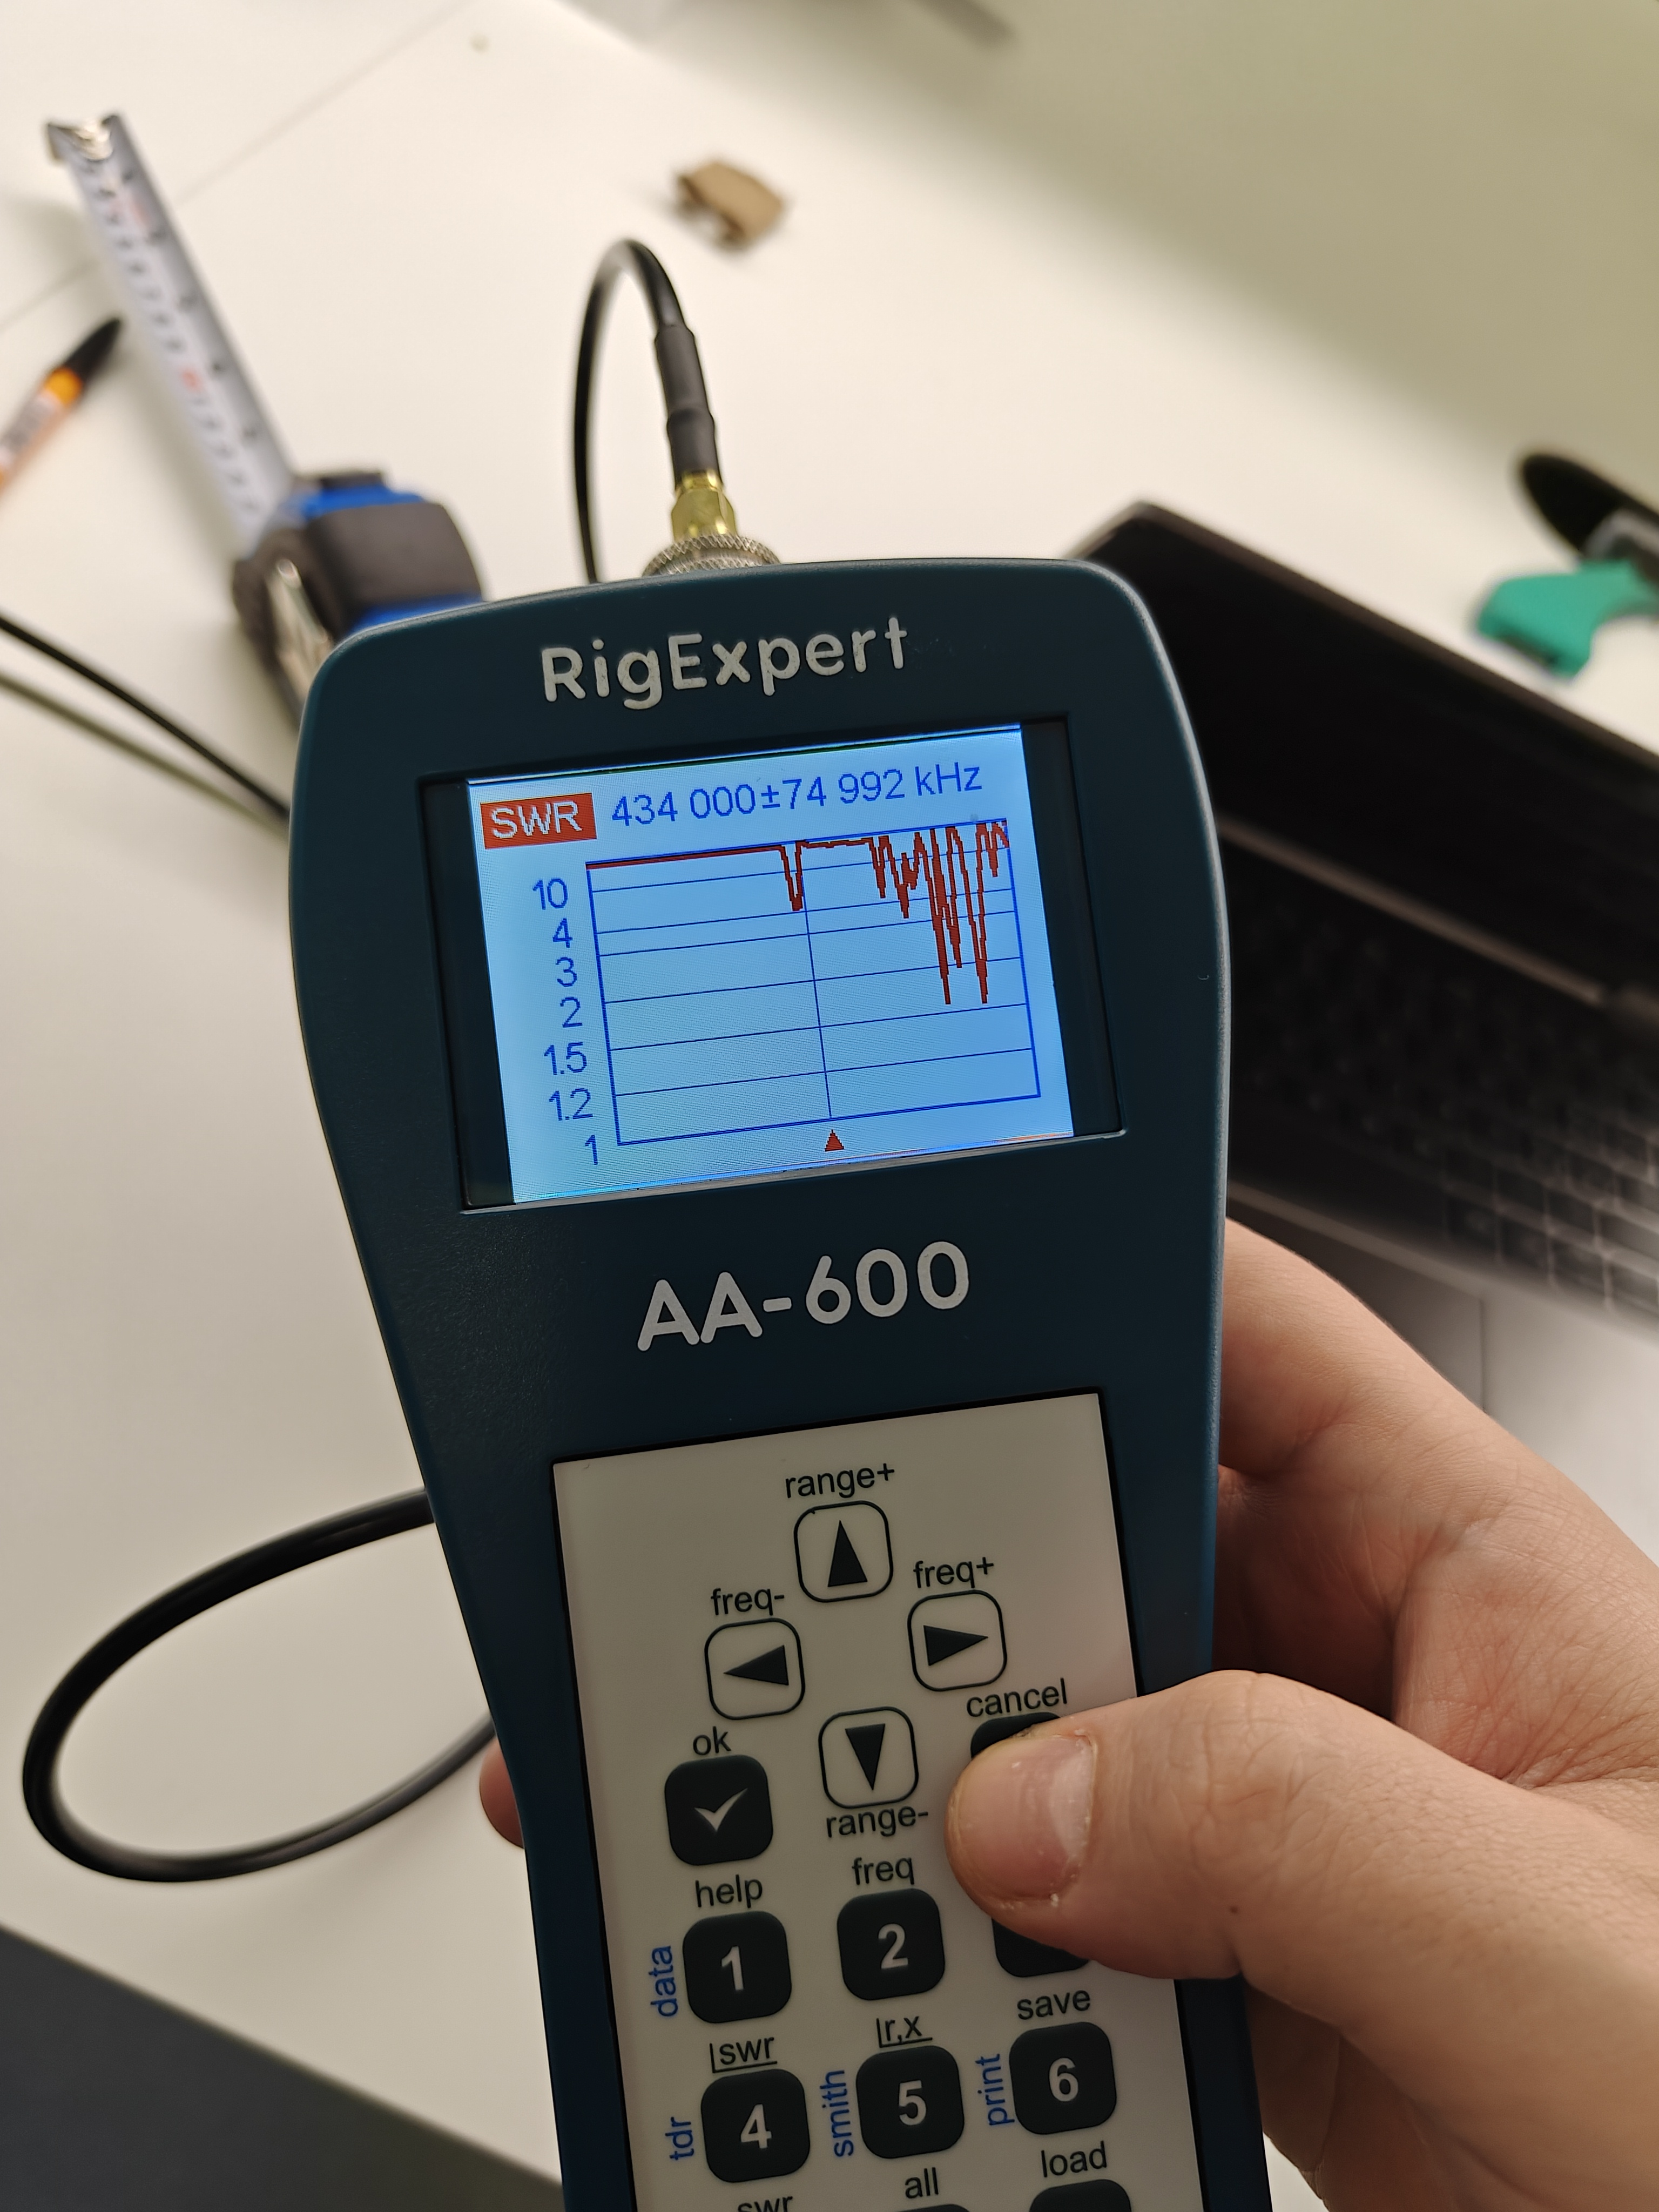 RigExpert
SWR 434 000±74 992 kHz
10
4
3
2
1.5
1.2
1
AA-600
range+
freq- freq+
ok cancel
range-
help freq
data 1 2
|swr |r,x save
tdr 4 smith 5 print 6
swr all load